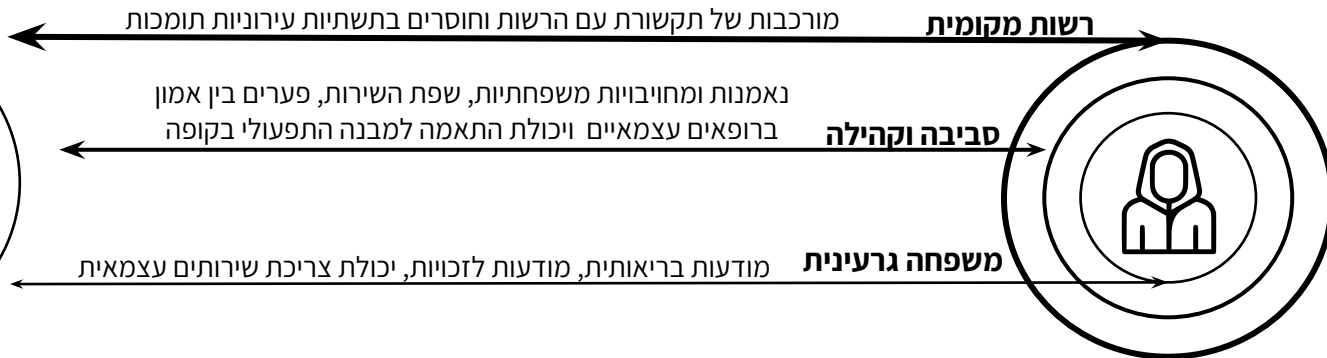 רשות מקומית
מורכבות של תקשורת עם הרשות וחוסרים בתשתיות עירוניות תומכות
סביבה וקהילה
נאמנות ומחויבויות משפחתיות, שפת השירות, פערים בין אמון
ברופאים עצמאיים ויכולת התאמה למבנה התפעולי בקופה
משפחה גרעינית
מודעות בריאותית, מודעות לזכויות, יכולת צריכת שירותים עצמאית